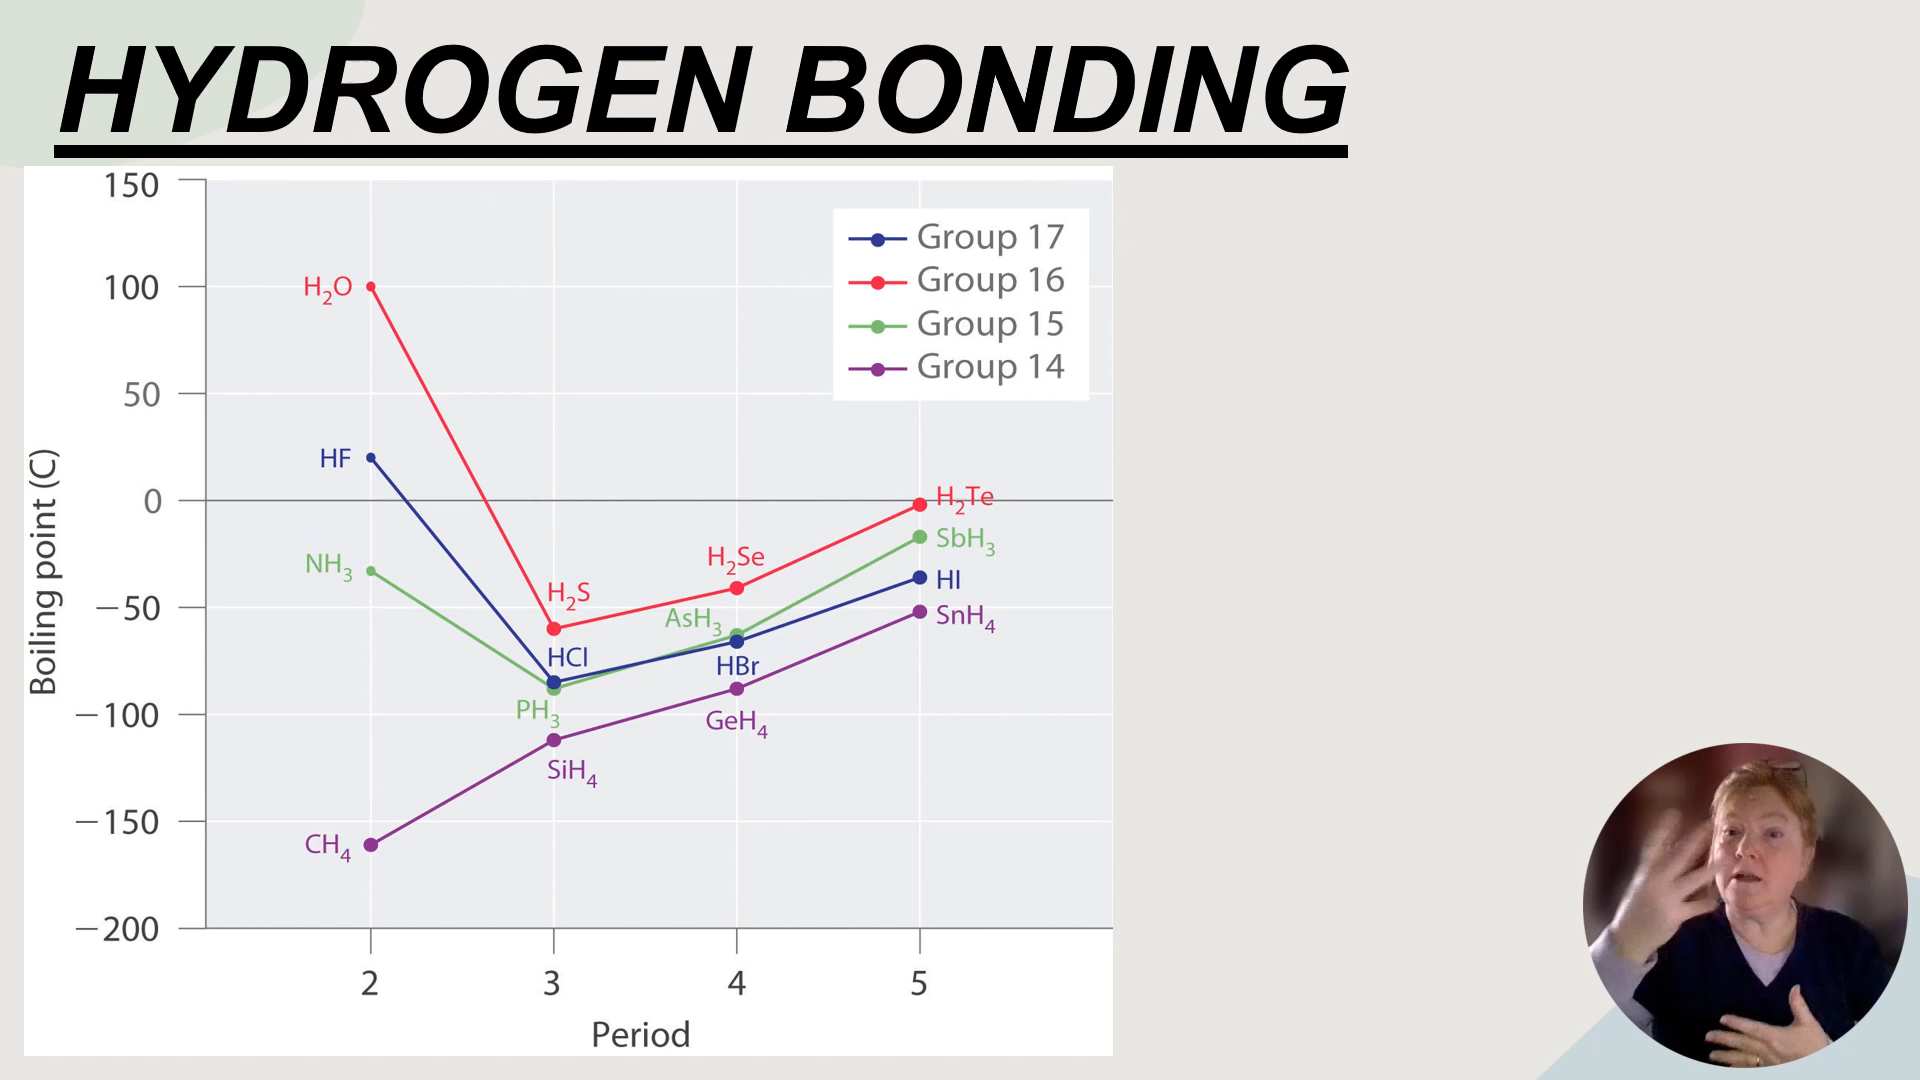 HYDROGEN BONDING
150
100
50
0
−50
−100
−150
−200
Boiling point (C)
2
3
4
5
Period
Group 17
Group 16
Group 15
Group 14
H₂O
HF
NH₃
CH₄
H₂S
HCl
PH₃
SiH₄
H₂Se
AsH₃
HBr
GeH₄
H₂Te
SbH₃
HI
SnH₄